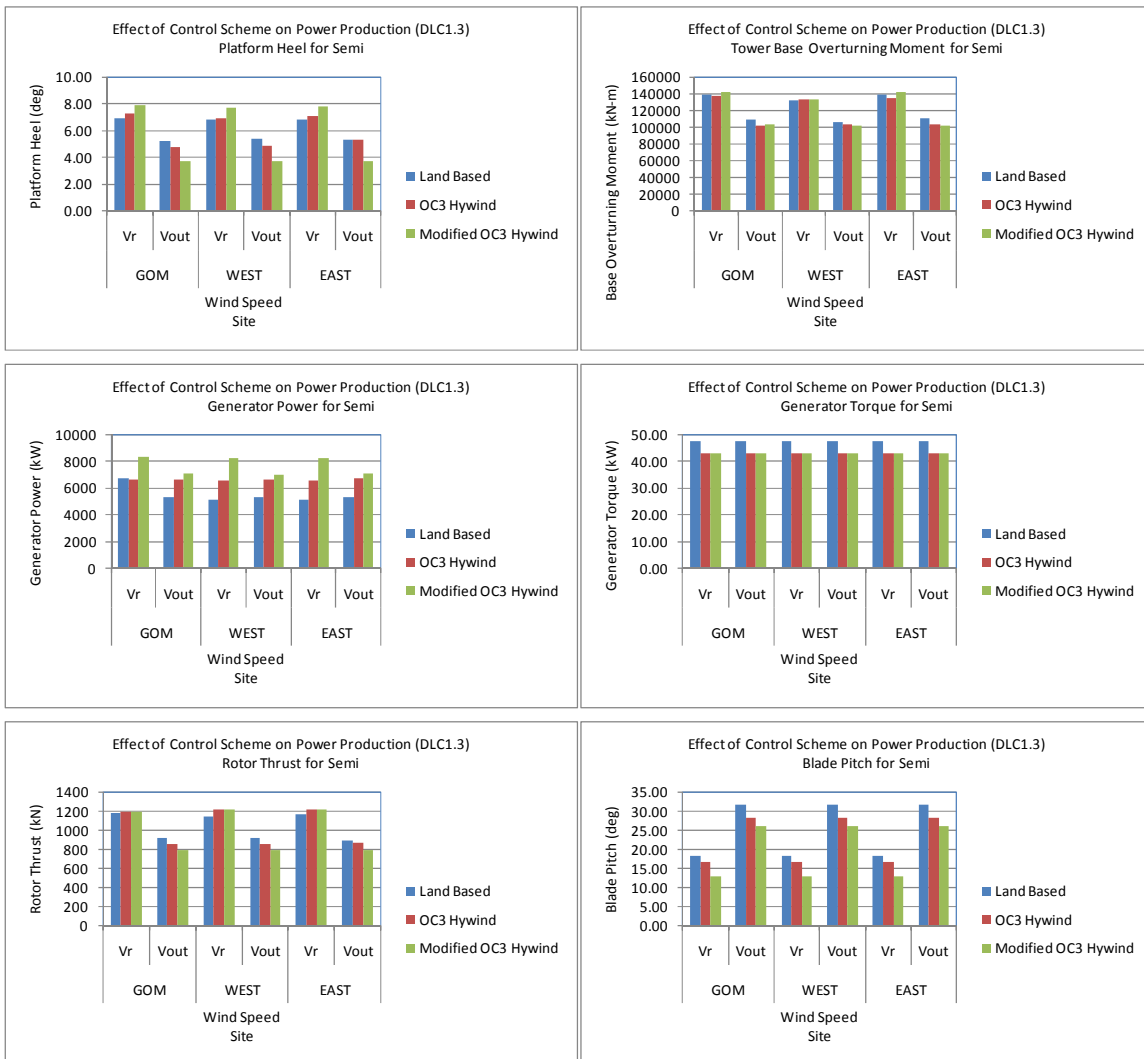 Effect of Control Scheme on Power Production (DLC1.3)
Platform Heel for Semi
Platform Heel (deg)
10.00
8.00
6.00
4.00
2.00
0.00
Vr Vout Vr Vout Vr Vout
GOM WEST EAST
Wind Speed
Site
Land Based
OC3 Hywind
Modified OC3 Hywind
Effect of Control Scheme on Power Production (DLC1.3)
Tower Base Overturning Moment for Semi
Base Overturning Moment (kN-m)
160000
140000
120000
100000
80000
60000
40000
20000
0
Vr Vout Vr Vout Vr Vout
GOM WEST EAST
Wind Speed
Site
Land Based
OC3 Hywind
Modified OC3 Hywind
Effect of Control Scheme on Power Production (DLC1.3)
Generator Power for Semi
Generator Power (kW)
10000
8000
6000
4000
2000
0
Vr Vout Vr Vout Vr Vout
GOM WEST EAST
Wind Speed
Site
Land Based
OC3 Hywind
Modified OC3 Hywind
Effect of Control Scheme on Power Production (DLC1.3)
Generator Torque for Semi
Generator Torque (kW)
50.00
40.00
30.00
20.00
10.00
0.00
Vr Vout Vr Vout Vr Vout
GOM WEST EAST
Wind Speed
Site
Land Based
OC3 Hywind
Modified OC3 Hywind
Effect of Control Scheme on Power Production (DLC1.3)
Rotor Thrust for Semi
Rotor Thrust (kN)
1400
1200
1000
800
600
400
200
0
Vr Vout Vr Vout Vr Vout
GOM WEST EAST
Wind Speed
Site
Land Based
OC3 Hywind
Modified OC3 Hywind
Effect of Control Scheme on Power Production (DLC1.3)
Blade Pitch for Semi
Blade Pitch (deg)
35.00
30.00
25.00
20.00
15.00
10.00
5.00
0.00
Vr Vout Vr Vout Vr Vout
GOM WEST EAST
Wind Speed
Site
Land Based
OC3 Hywind
Modified OC3 Hywind